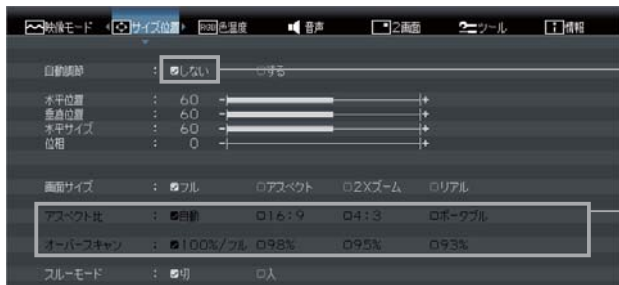 映像モード サイズ位置 RGB色温度 音声 2画面 ツール 情報
自動調節 : しない する
水平位置 : 60 - +
垂直位置 : 60 - +
水平サイズ : 60 - +
位相 : 0 - +
画面サイズ : フル アスペクト 2Xズーム リアル
アスペクト比 : 自動 16:9 4:3 ポータブル
オーバースキャン : 100%/フル 98% 95% 93%
スルーモード : 切 入